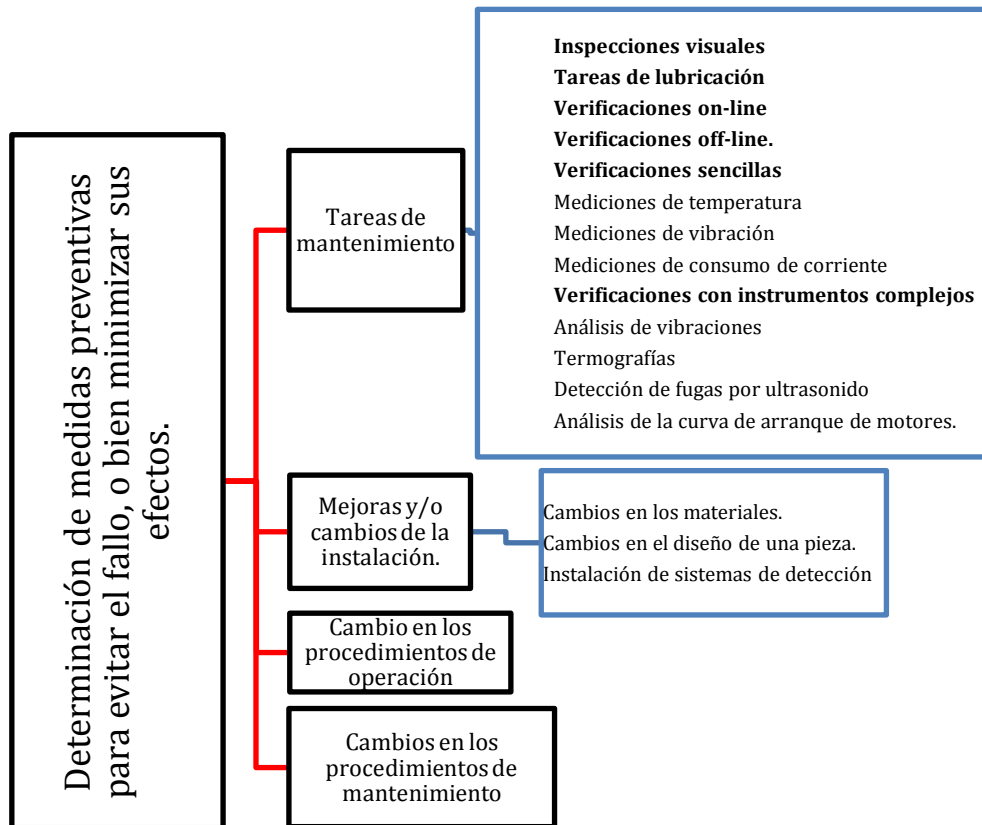 Determinación de medidas preventivas
para evitar el fallo, o bien minimizar sus
efectos.
Tareas de
mantenimiento
Inspecciones visuales
Tareas de lubricación
Verificaciones on-line
Verificaciones off-line.
Verificaciones sencillas
Mediciones de temperatura
Mediciones de vibración
Mediciones de consumo de corriente
Verificaciones con instrumentos complejos
Análisis de vibraciones
Termografías
Detección de fugas por ultrasonido
Análisis de la curva de arranque de motores.
Mejoras y/o
cambios de la
instalación.
Cambios en los materiales.
Cambios en el diseño de una pieza.
Instalación de sistemas de detección
Cambio en los
procedimientos de
operación
Cambios en los
procedimientos de
mantenimiento